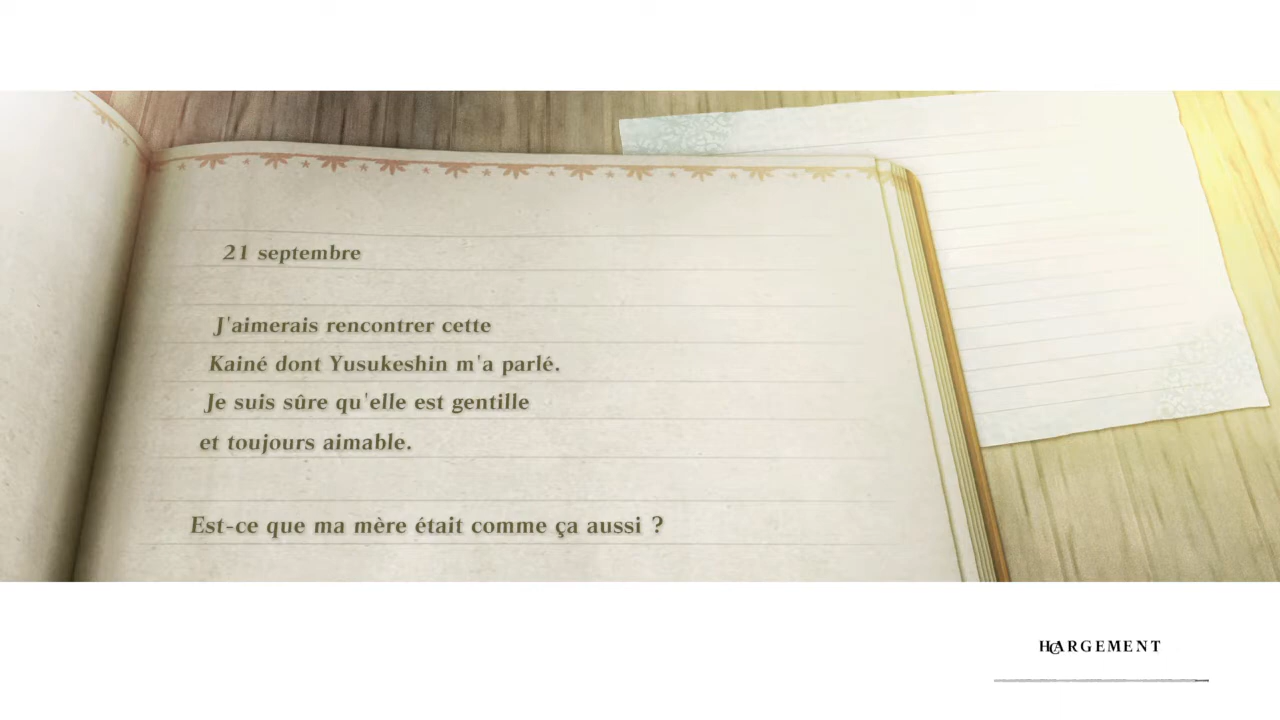 21 septembre
J'aimerais rencontrer cette
Kainé dont Yusukeshin m'a parlé.
Je suis sûre qu'elle est gentille
et toujours aimable.
Est-ce que ma mère était comme ça aussi ?
CHARGEMENT